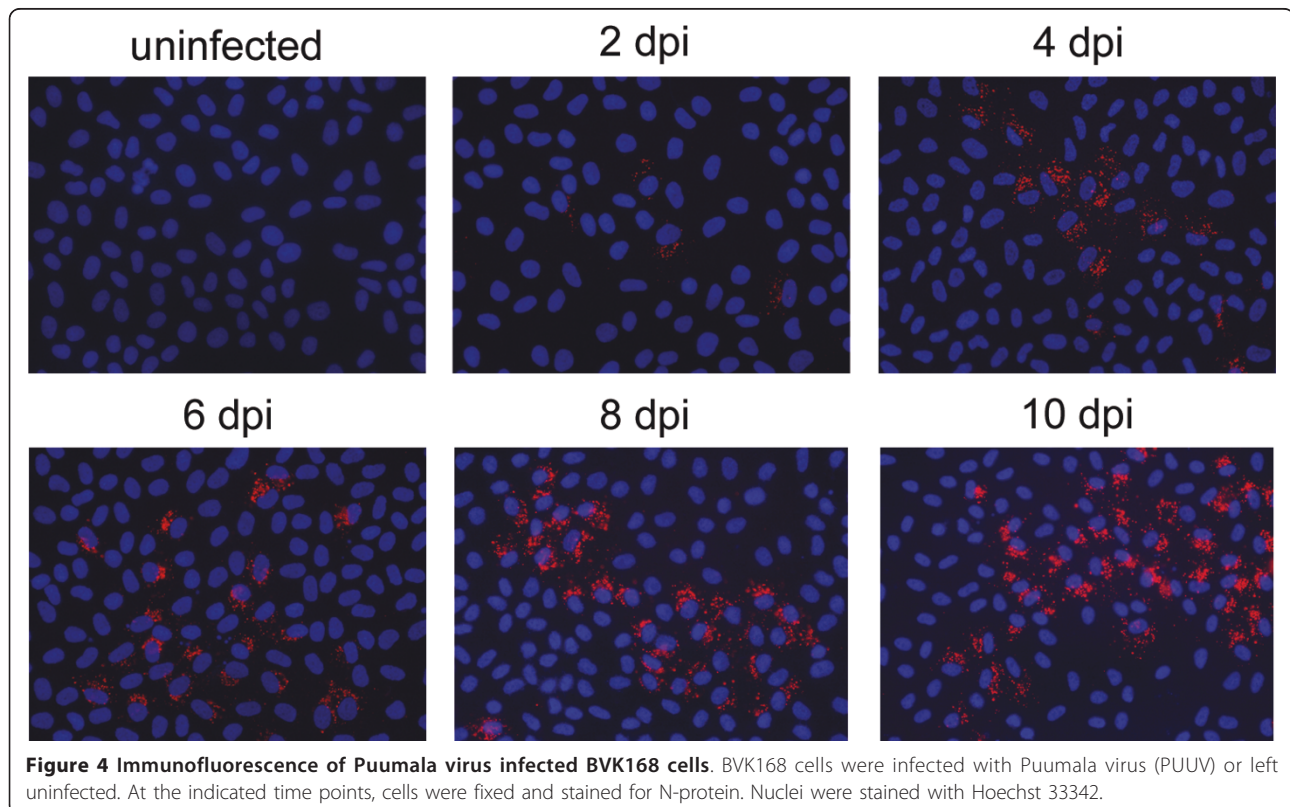 uninfected
2 dpi
4 dpi
6 dpi
8 dpi
10 dpi
Figure 4 Immunofluorescence of Puumala virus infected BVK168 cells. BVK168 cells were infected with Puumala virus (PUUV) or left
uninfected. At the indicated time points, cells were fixed and stained for N-protein. Nuclei were stained with Hoechst 33342.